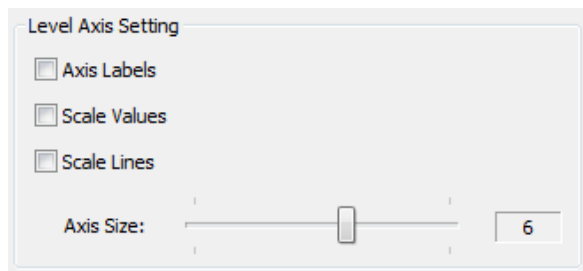 Level Axis Setting
Axis Labels
Scale Values
Scale Lines
Axis Size: 6